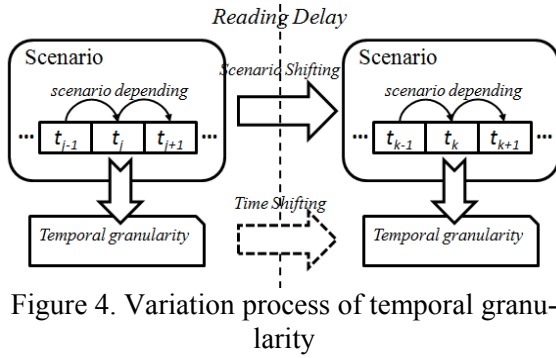 Reading Delay
Scenario
Scenario Shifting
Scenario
scenario depending
scenario depending
... t_{j-1} t_j t_{j+1} ...
... t_{k-1} t_k t_{k+1} ...
Time Shifting
Temporal granularity
Temporal granularity
Figure 4. Variation process of temporal granu-
larity